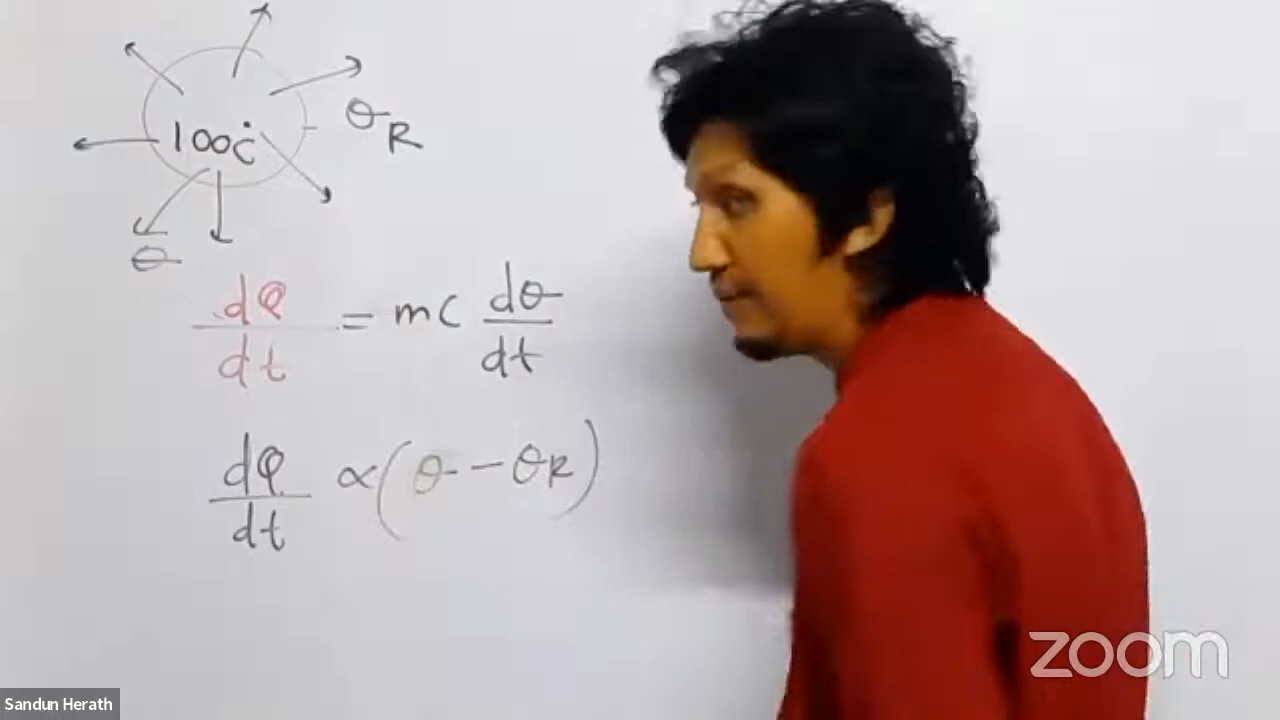 100°C
θR
θ
dQ/dt = mc dθ/dt
dQ/dt ∝ (θ - θR)
zoom
Sandun Herath